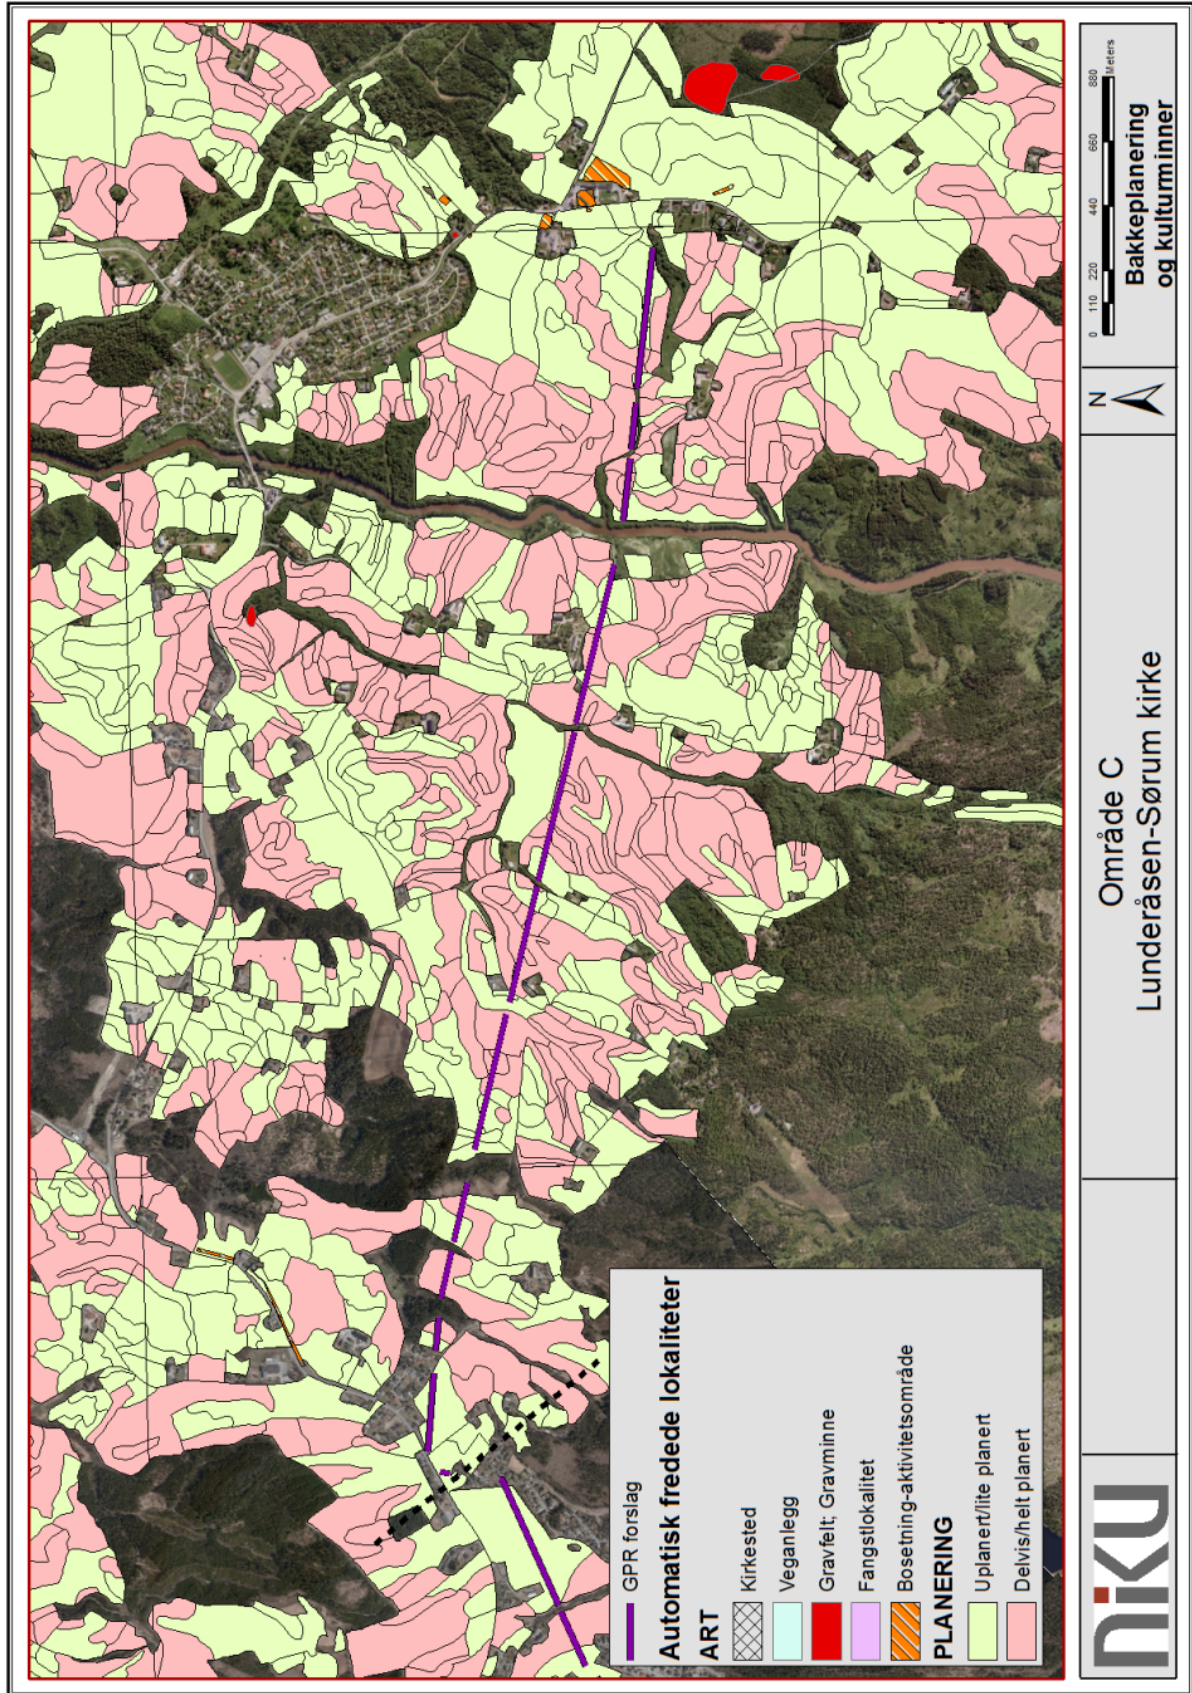 GPR forslag
Automatisk fredede lokaliteter
ART
Kirkested
Veganlegg
Gravfelt; Gravminne
Fangstlokalitet
Bosetning-aktivitetsområde
PLANERING
Uplanert/lite planert
Delvis/helt planert
NIKU
Område C
Lunderåsen-Sørum kirke
N
0 110 220 440 660 880
Meters
Bakkeplanering
og kulturminner